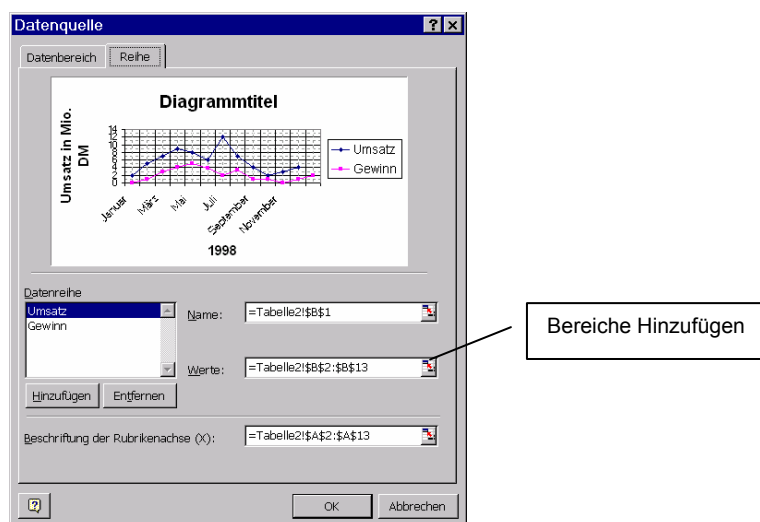 Datenquelle
Datenbereich Reihe
Diagrammtitel
Umsatz in Mio.
DM
14
12
10
8
6
4
2
0
Umsatz
Gewinn
Januar März Mai Juli September November
1998
Datenreihe
Umsatz
Gewinn
Name: =Tabelle2!$B$1
Werte: =Tabelle2!$B$2:$B$13
Hinzufügen Entfernen
Beschriftung der Rubrikenachse (X): =Tabelle2!$A$2:$A$13
OK Abbrechen
Bereiche Hinzufügen